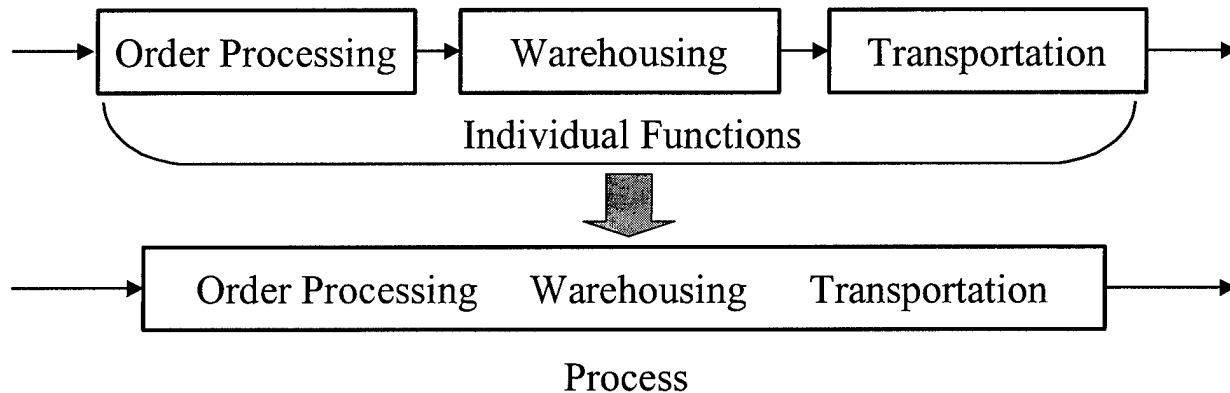 Order Processing Warehousing Transportation
Individual Functions
Order Processing Warehousing Transportation
Process